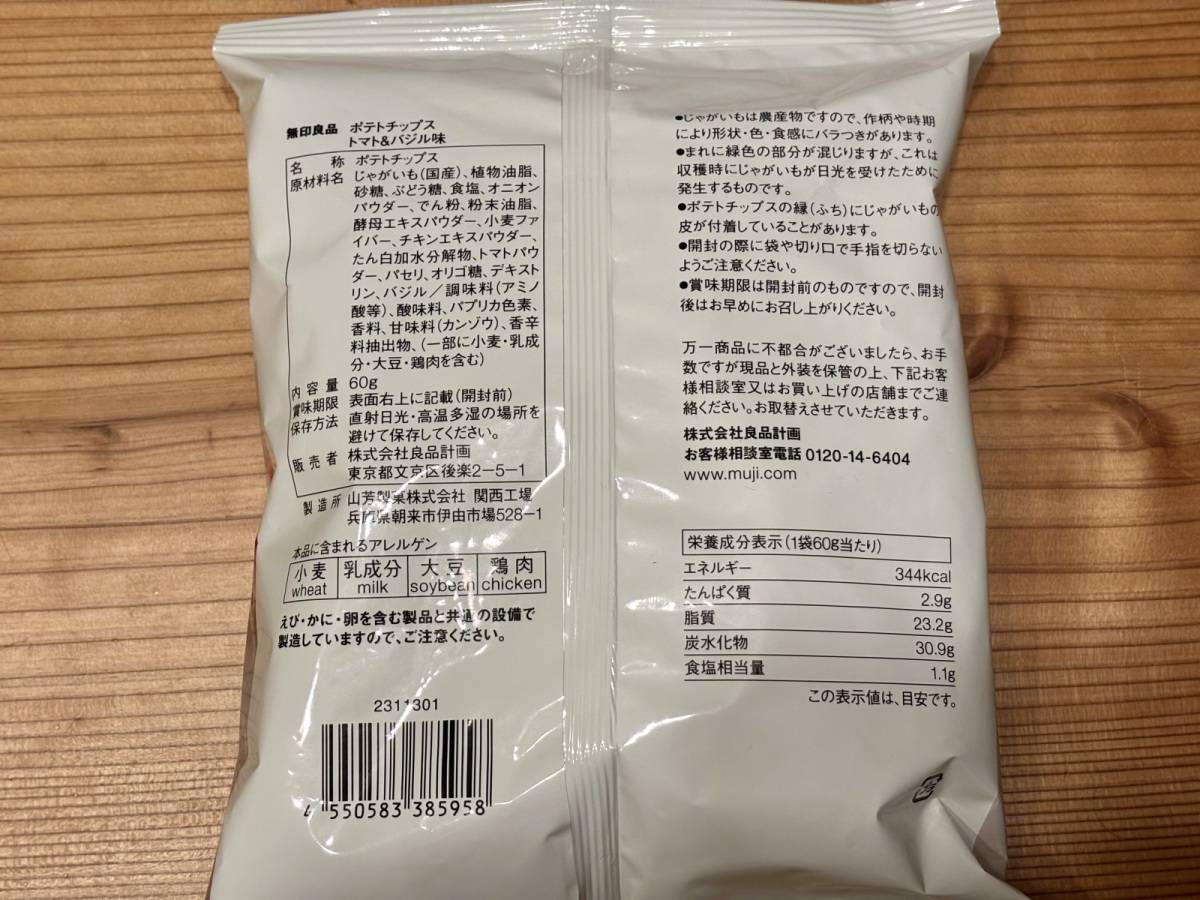 無印良品 ポテトチップス
トマト&バジル味
名称 ポテトチップス
原材料名 じゃがいも(国産)、植物油脂、
砂糖、ぶどう糖、食塩、オニオン
パウダー、でん粉、粉末油脂、
酵母エキスパウダー、小麦ファ
イバー、チキンエキスパウダー、
たん白加水分解物、トマトパウ
ダー、パセリ、オリゴ糖、デキスト
リン、バジル/調味料(アミノ
酸等)、酸味料、パプリカ色素、
香料、甘味料(カンゾウ)、香辛
料抽出物、(一部に小麦・乳成
分・大豆・鶏肉を含む)
内容量 60g
賞味期限 表面右上に記載(開封前)
保存方法 直射日光・高温多湿の場所を
避けて保存してください。
販売者 株式会社良品計画
東京都文京区後楽2-5-1
製造所 山芳製菓株式会社 関西工場
兵庫県朝来市伊由市場528-1
本品に含まれるアレルゲン
小麦 乳成分 大豆 鶏肉
wheat milk soybean chicken
えび・かに・卵を含む製品と共通の設備で
製造していますので、ご注意ください。
2311301
4 550583 385958
●じゃがいもは農産物ですので、作柄や時期
により形状・色・食感にバラつきがあります。
●まれに緑色の部分が混じりますが、これは
収穫時にじゃがいもが日光を受けたために
発生するものです。
●ポテトチップスの縁(ふち)にじゃがいもの
皮が付着していることがあります。
●開封の際に袋や切り口で手指を切らない
ようご注意ください。
●賞味期限は開封前のものですので、開封
後はお早めにお召し上がりください。
万一商品に不都合がございましたら、お手
数ですが現品と外装を保管の上、下記お客
様相談室又はお買い上げの店舗までご連
絡ください。お取替えさせていただきます。
株式会社良品計画
お客様相談室電話 0120-14-6404
www.muji.com
栄養成分表示(1袋60g当たり)
エネルギー 344kcal
たんぱく質 2.9g
脂質 23.2g
炭水化物 30.9g
食塩相当量 1.1g
この表示値は、目安です。